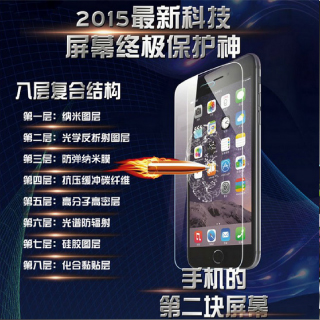 2015最新科技
屏幕终极保护神
八层复合结构
第一层：纳米图层
第二层：光学反折射图层
第三层：防弹纳米膜
第四层：抗压缓冲碳纤维
第五层：高分子高密层
第六层：光谱防辐射
第七层：硅胶图层
第八层：化合黏贴层
手机的
第二块屏幕